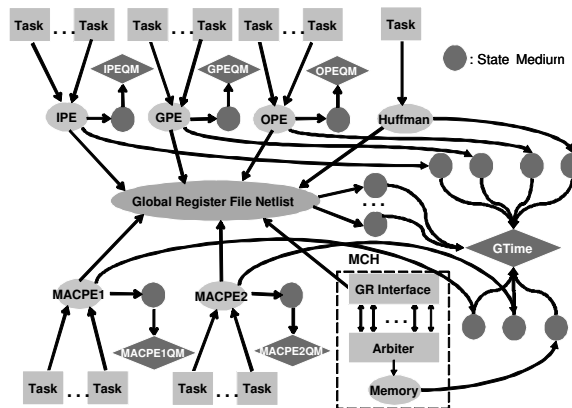 Task ... Task Task ... Task Task ... Task Task
IPEQM GPEQM OPEQM : State Medium
IPE GPE OPE Huffman
Global Register File Netlist
...
GTime
MCH
MACPE1 MACPE2 GR Interface
...
MACPE1QM MACPE2QM Arbiter
Memory
Task ... Task Task ... Task